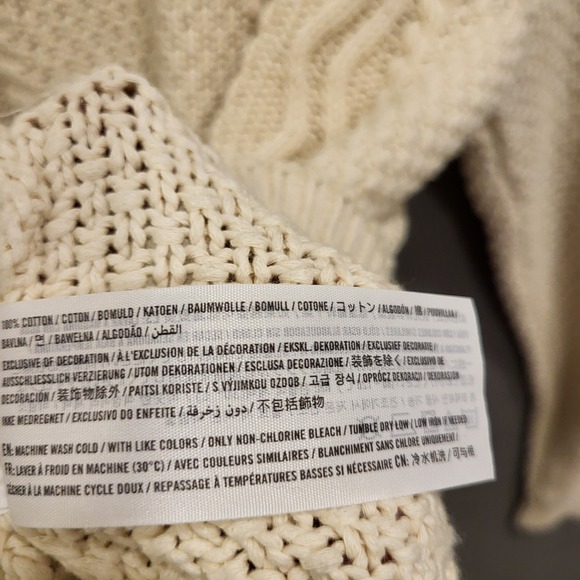 100% COTTON / COTON / BOMULD / KATOEN / BAUMWOLLE / BOMULL / COTONE / コットン / ALGODÓN / 棉 / PUUVILLAA /
BAVLNA / 면 / BAWEŁNA / ALGODÃO / القطن
EXCLUSIVE OF DECORATION / À L'EXCLUSION DE LA DÉCORATION / EKSKL. DEKORATION / EXCLUSIEF DECORATIE /
AUSSCHLIESSLICH VERZIERUNG / UTOM DEKORATIONEN / ESCLUSA DECORAZIONE / 装飾を除く / EXCLUSIVO DE
DECORACIÓN / 装饰物除外 / PAITSI KORISTE / S VÝJIMKOU OZDOB / 고급 장식 / OPRÓCZ DEKORACJI / DEKORASJON
IKKE MEDREGNET / EXCLUSIVO DO ENFEITE / دون زخرفة / 不包括飾物
EN: MACHINE WASH COLD / WITH LIKE COLORS / ONLY NON-CHLORINE BLEACH / TUMBLE DRY LOW / LOW IRON IF NEEDED
FR: LAVER À FROID EN MACHINE (30°C) / AVEC COULEURS SIMILAIRES / BLANCHIMENT SANS CHLORE UNIQUEMENT /
SÉCHER À LA MACHINE CYCLE DOUX / REPASSAGE À TEMPÉRATURES BASSES SI NÉCESSAIRE CN: 冷水机洗 / 可与相